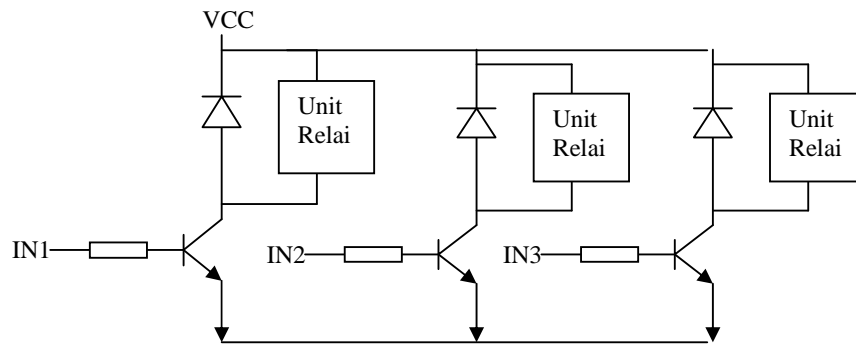 VCC
Unit
Relai
Unit
Relai
Unit
Relai
IN1
IN2
IN3